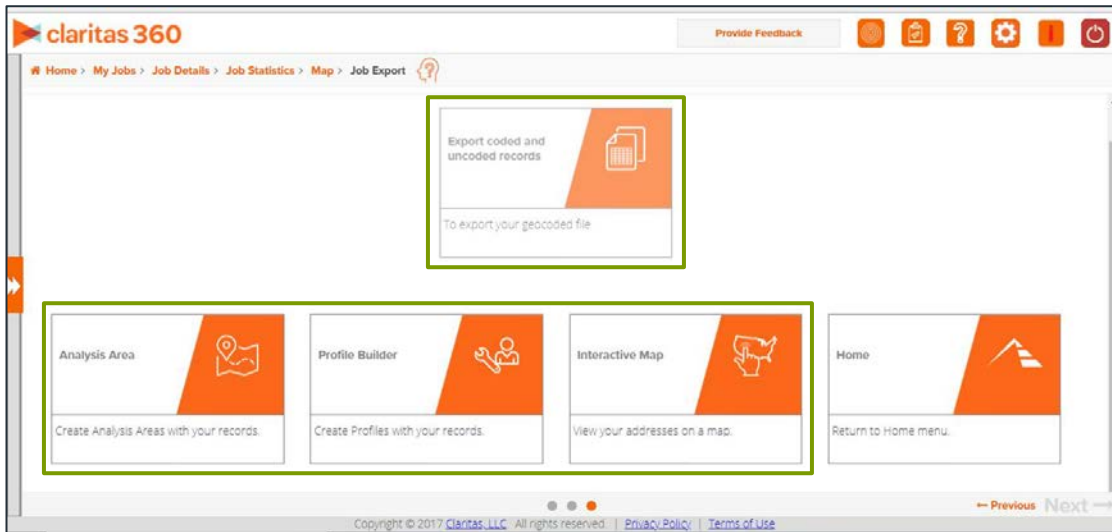 claritas 360
Provide Feedback
Home > My Jobs > Job Details > Job Statistics > Map > Job Export
Export coded and
uncoded records
To export your geocoded file
Analysis Area
Create Analysis Areas with your records.
Profile Builder
Create Profiles with your records.
Interactive Map
View your addresses on a map.
Home
Return to Home menu.
← Previous Next →
Copyright © 2017 Claritas, LLC. All rights reserved. | Privacy Policy | Terms of Use